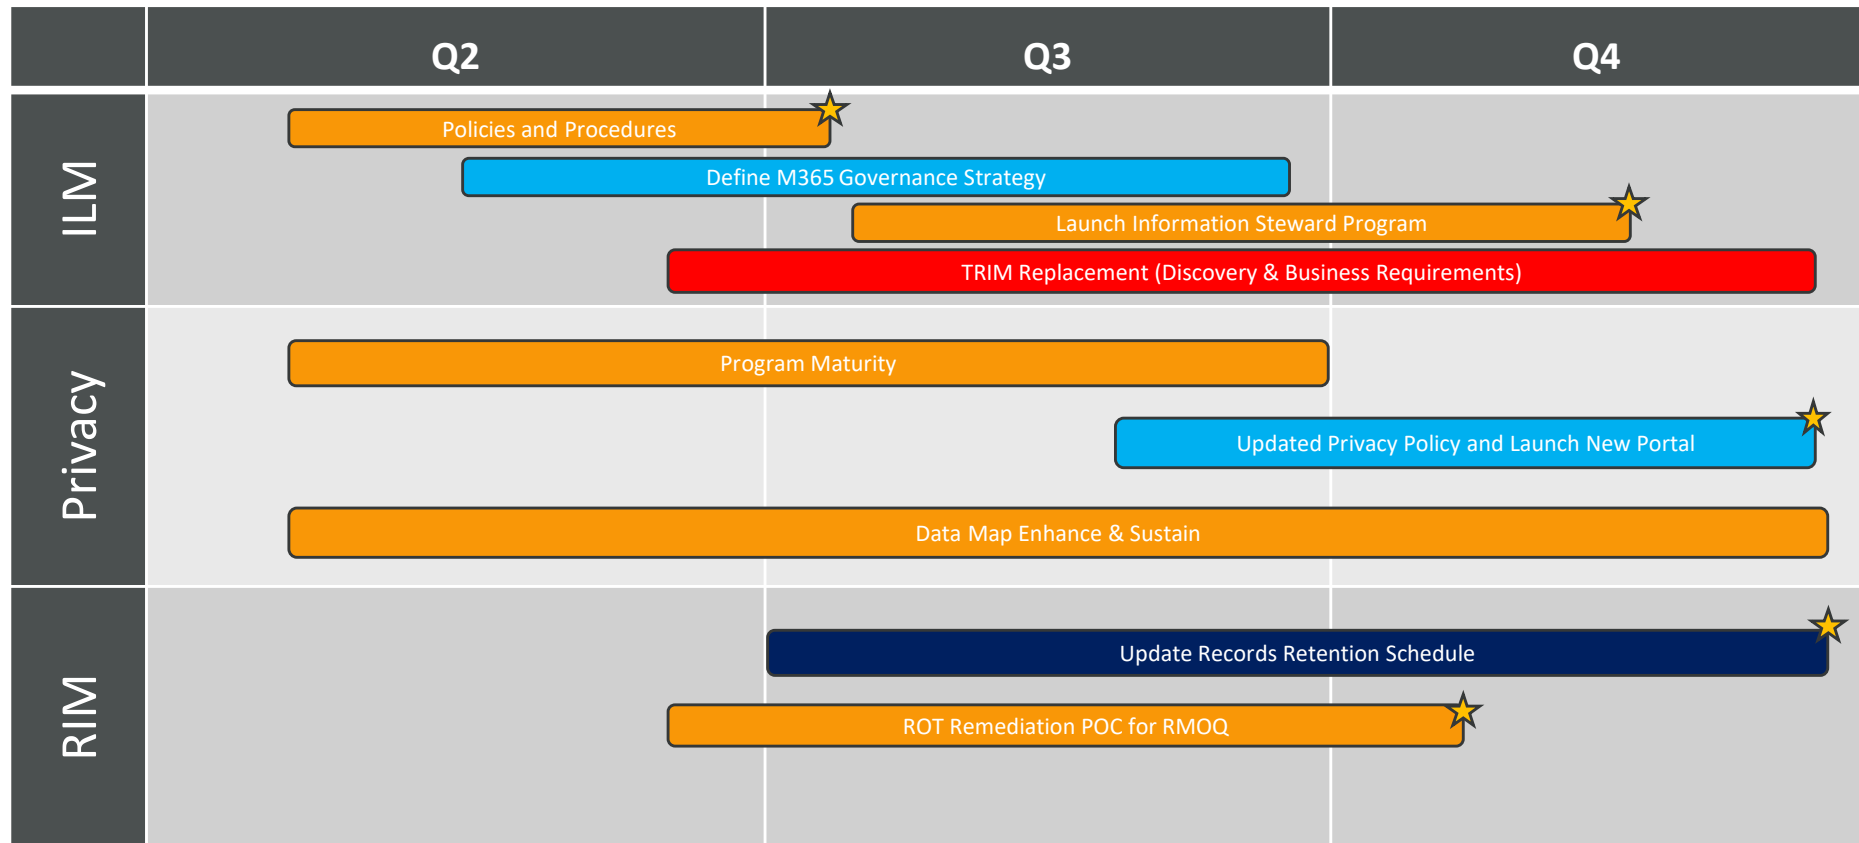 Q2
Q3
Q4
ILM
Policies and Procedures
Define M365 Governance Strategy
Launch Information Steward Program
TRIM Replacement (Discovery & Business Requirements)
Privacy
Program Maturity
Updated Privacy Policy and Launch New Portal
Data Map Enhance & Sustain
RIM
Update Records Retention Schedule
ROT Remediation POC for RMOQ